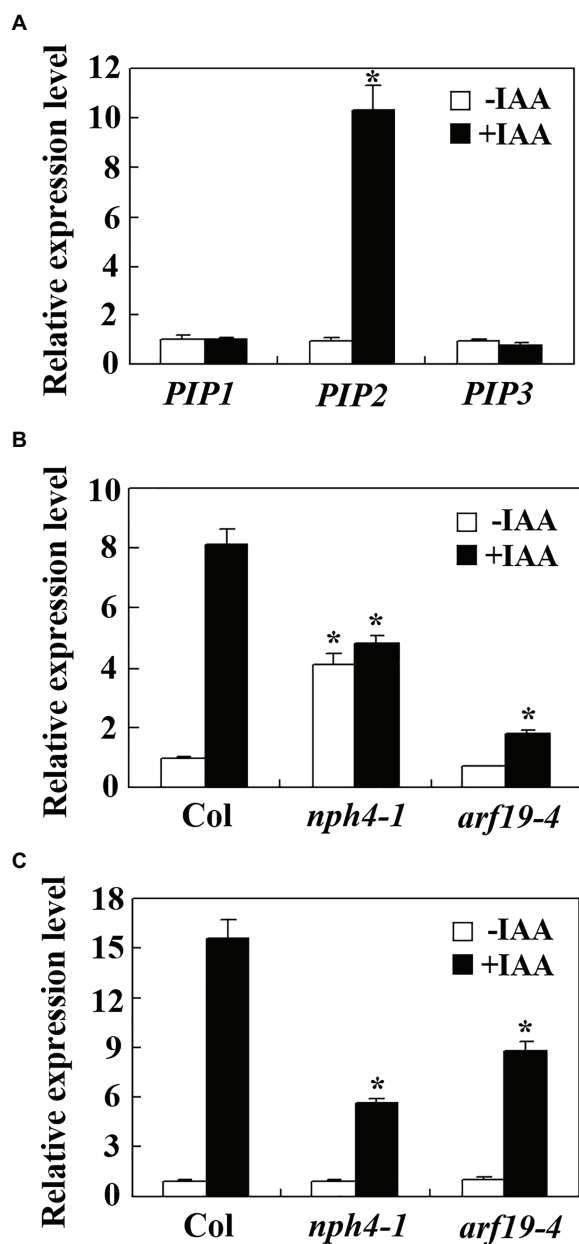 A
Relative expression level
12
10
8
6
4
2
0
*
-IAA
+IAA
PIP1 PIP2 PIP3
B
Relative expression level
10
8
6
4
2
0
* *
*
-IAA
+IAA
Col nph4-1 arf19-4
C
Relative expression level
18
15
12
9
6
3
0
*
*
-IAA
+IAA
Col nph4-1 arf19-4